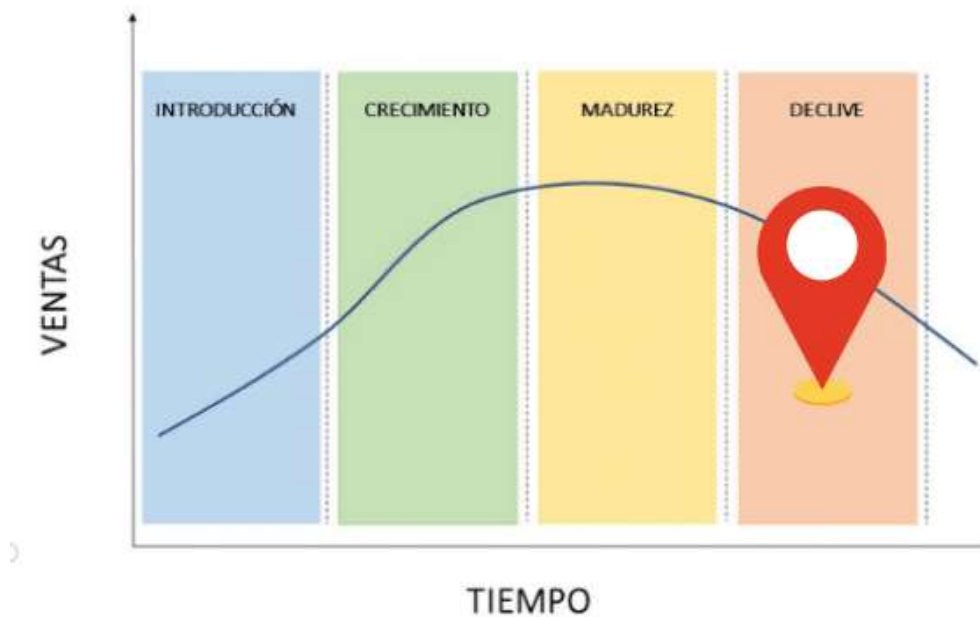 INTRODUCCIÓN
CRECIMIENTO
MADUREZ
DECLIVE
VENTAS
TIEMPO